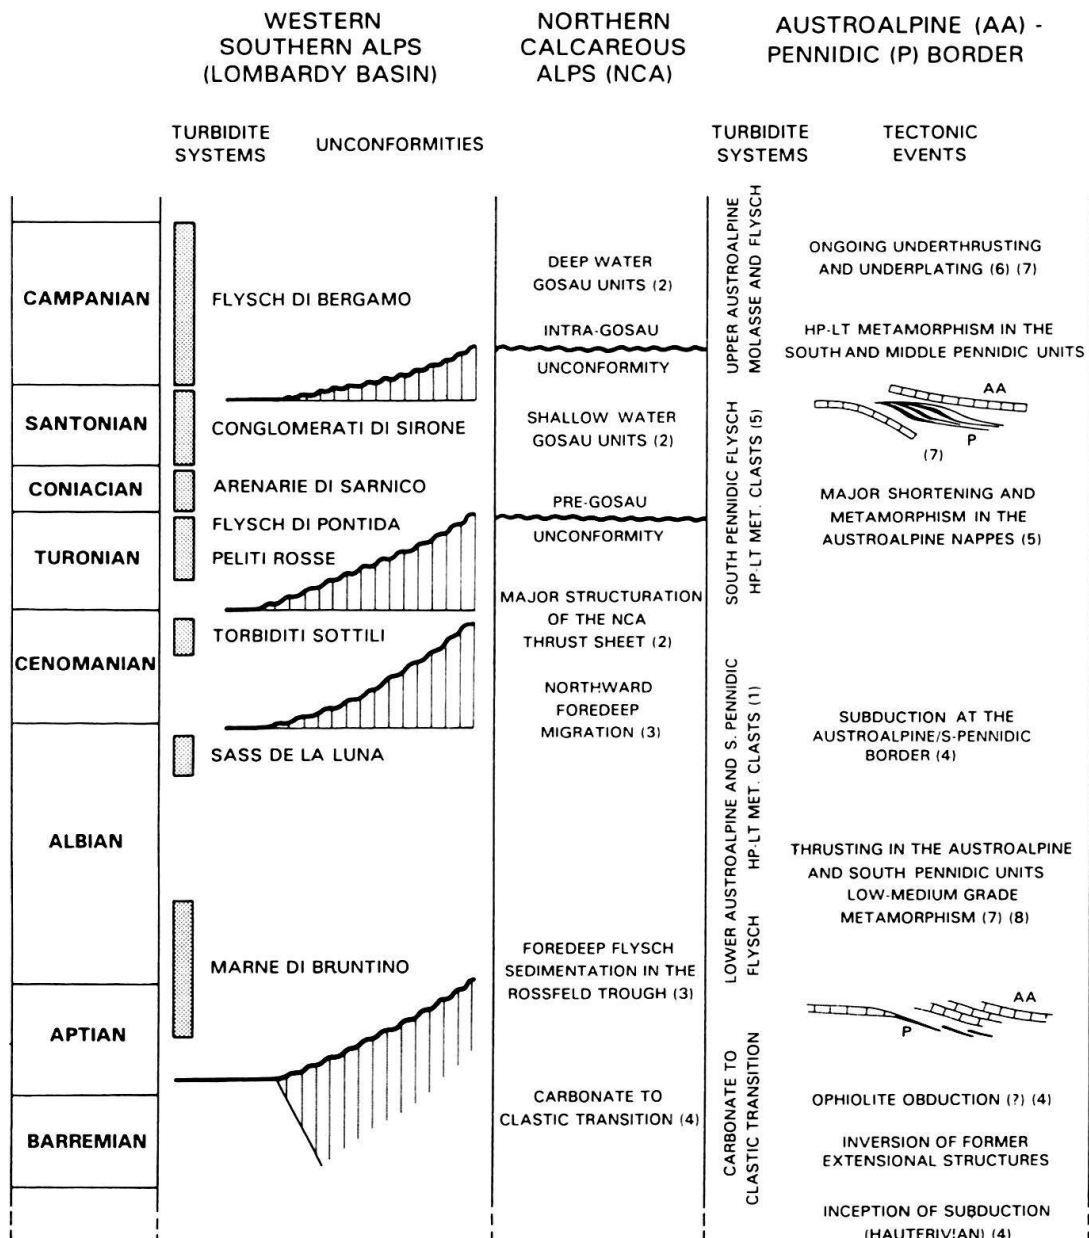 WESTERN
SOUTHERN ALPS
(LOMBARDY BASIN)
NORTHERN
CALCAREOUS
ALPS (NCA)
AUSTROALPINE (AA) -
PENNIDIC (P) BORDER
TURBIDITE
SYSTEMS
UNCONFORMITIES
TURBIDITE
SYSTEMS
TECTONIC
EVENTS
CAMPANIAN
SANTONIAN
CONIACIAN
TURONIAN
CENOMANIAN
ALBIAN
APTIAN
BARREMIAN
FLYSCH DI BERGAMO
CONGLOMERATI DI SIRONE
ARENARIE DI SARNICO
FLYSCH DI PONTIDA
PELITI ROSSE
TORBIDITI SOTTILI
SASS DE LA LUNA
MARNE DI BRUNTINO
DEEP WATER
GOSAU UNITS (2)
INTRA-GOSAU
UNCONFORMITY
SHALLOW WATER
GOSAU UNITS (2)
PRE-GOSAU
UNCONFORMITY
MAJOR STRUCTURATION
OF THE NCA
THRUST SHEET (2)
NORTHWARD
FOREDEEP
MIGRATION (3)
FOREDEEP FLYSCH
SEDIMENTATION IN THE
ROSSFELD TROUGH (3)
CARBONATE TO
CLASTIC TRANSITION (4)
UPPER AUSTROALPINE
MOLASSE AND FLYSCH
SOUTH PENNIDIC FLYSCH
HP-LT MET. CLASTS (5)
LOWER AUSTROALPINE AND S. PENNIDIC
FLYSCH HP-LT MET. CLASTS (1)
CARBONATE TO
CLASTIC TRANSITION
ONGOING UNDERTHRUSTING
AND UNDERPLATING (6) (7)
HP-LT METAMORPHISM IN THE
SOUTH AND MIDDLE PENNIDIC UNITS
AA
P
(7)
MAJOR SHORTENING AND
METAMORPHISM IN THE
AUSTROALPINE NAPPES (5)
SUBDUCTION AT THE
AUSTROALPINE/S-PENNIDIC
BORDER (4)
THRUSTING IN THE AUSTROALPINE
AND SOUTH PENNIDIC UNITS
LOW-MEDIUM GRADE
METAMORPHISM (7) (8)
AA
P
OPHIOLITE OBDUCTION (?) (4)
INVERSION OF FORMER
EXTENSIONAL STRUCTURES
INCEPTION OF SUBDUCTION
(HAUTERIVIAN) (4)